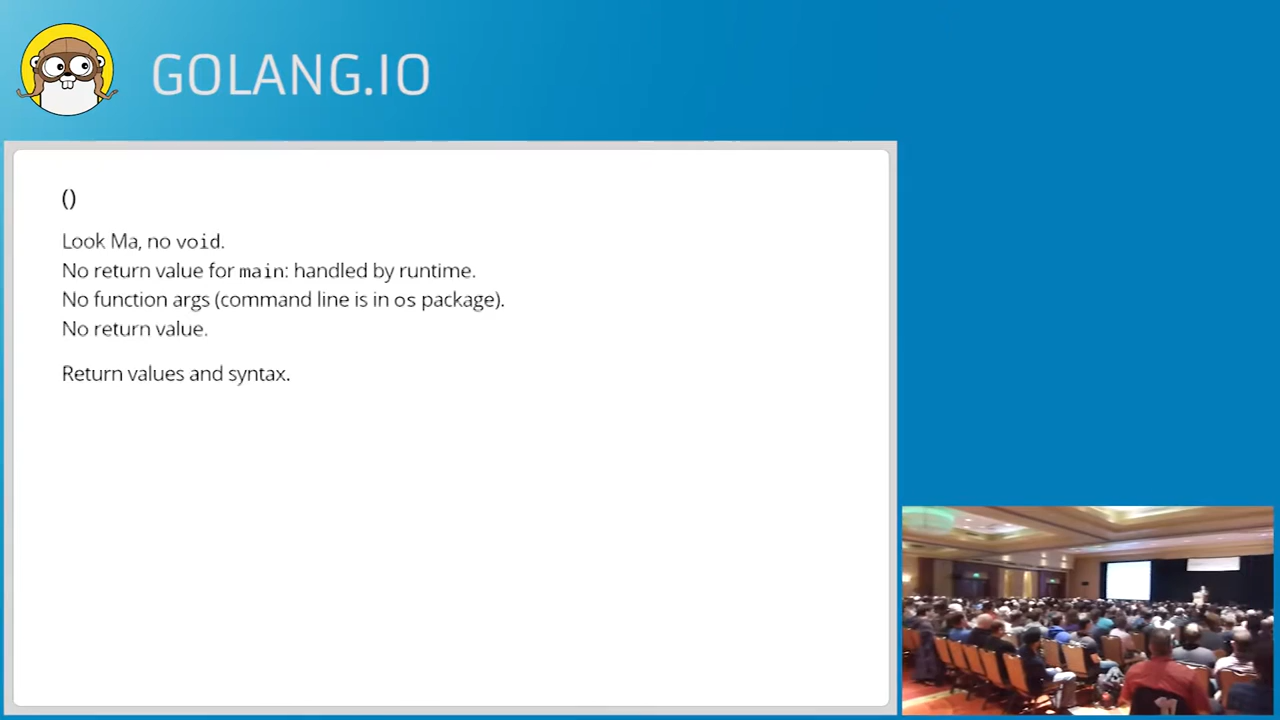 GOLANG.IO
()
Look Ma, no void.
No return value for main: handled by runtime.
No function args (command line is in os package).
No return value.
Return values and syntax.